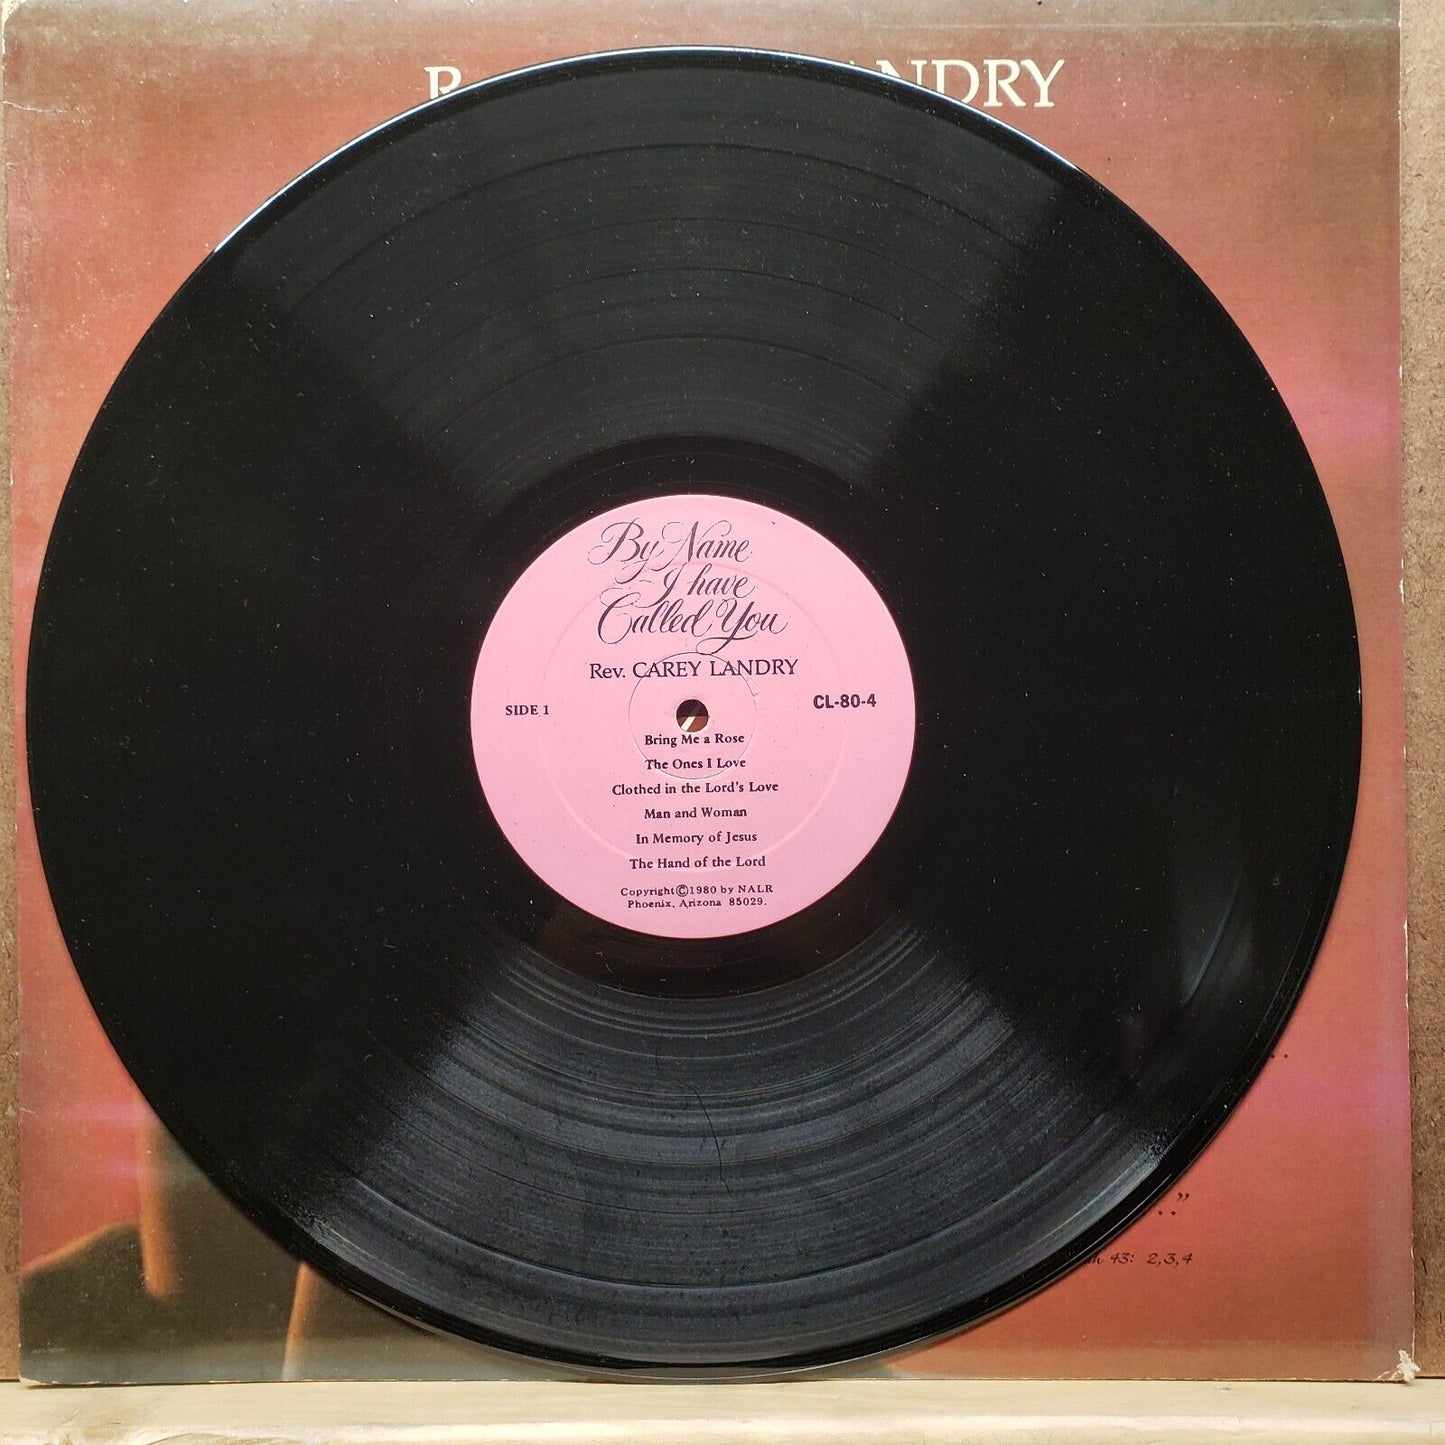 NDRY
By Name
I have
Called You
Rev. CAREY LANDRY
SIDE 1
CL-80-4
Bring Me a Rose
The Ones I Love
Clothed in the Lord's Love
Man and Woman
In Memory of Jesus
The Hand of the Lord
Copyright ©1980 by NALR
Phoenix, Arizona 85029.
. .”
43: 2,3,4